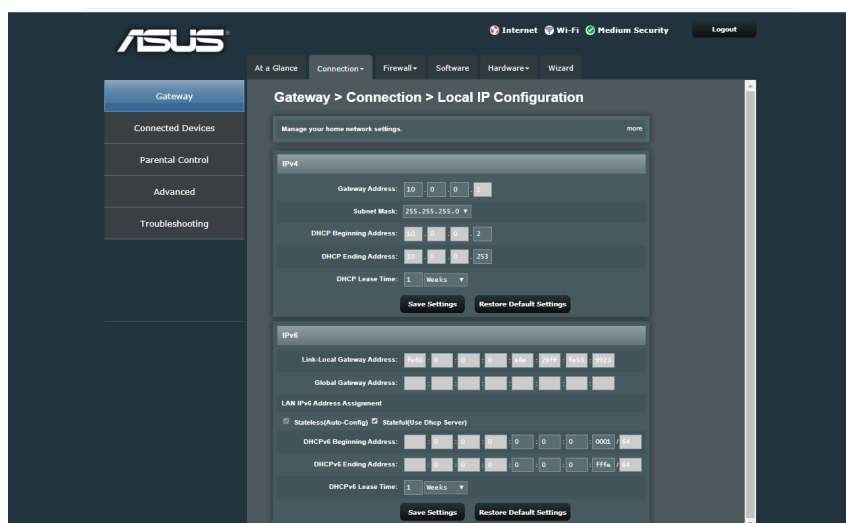 ASUS
Internet Wi-Fi Medium Security Logout
At a Glance Connection Firewall Software Hardware Wizard
Gateway
Connected Devices
Parental Control
Advanced
Troubleshooting
Gateway > Connection > Local IP Configuration
Manage your home network settings. more
IPv4
Gateway Address: 10 . 0 . 0 . 1
Subnet Mask: 255.255.255.0
DHCP Beginning Address: 10 . 0 . 0 . 2
DHCP Ending Address: 10 . 0 . 0 . 253
DHCP Lease Time: 1 Weeks
Save Settings Restore Default Settings
IPv6
Link-Local Gateway Address: fe80 : 0 : 0 : 0 : : 29ff : fe50 : 9923
Global Gateway Address: : : : : : : :
LAN IPv6 Address Assignment
Stateless(Auto-Config) Stateful(Use Dhcp Server)
DHCPv6 Beginning Address: : 0 : 0 : 0 : 0 : 0 : 0 : 0001 / 64
DHCPv6 Ending Address: : 0 : 0 : 0 : 0 : 0 : 0 : fffe / 64
DHCPv6 Lease Time: 1 Weeks
Save Settings Restore Default Settings